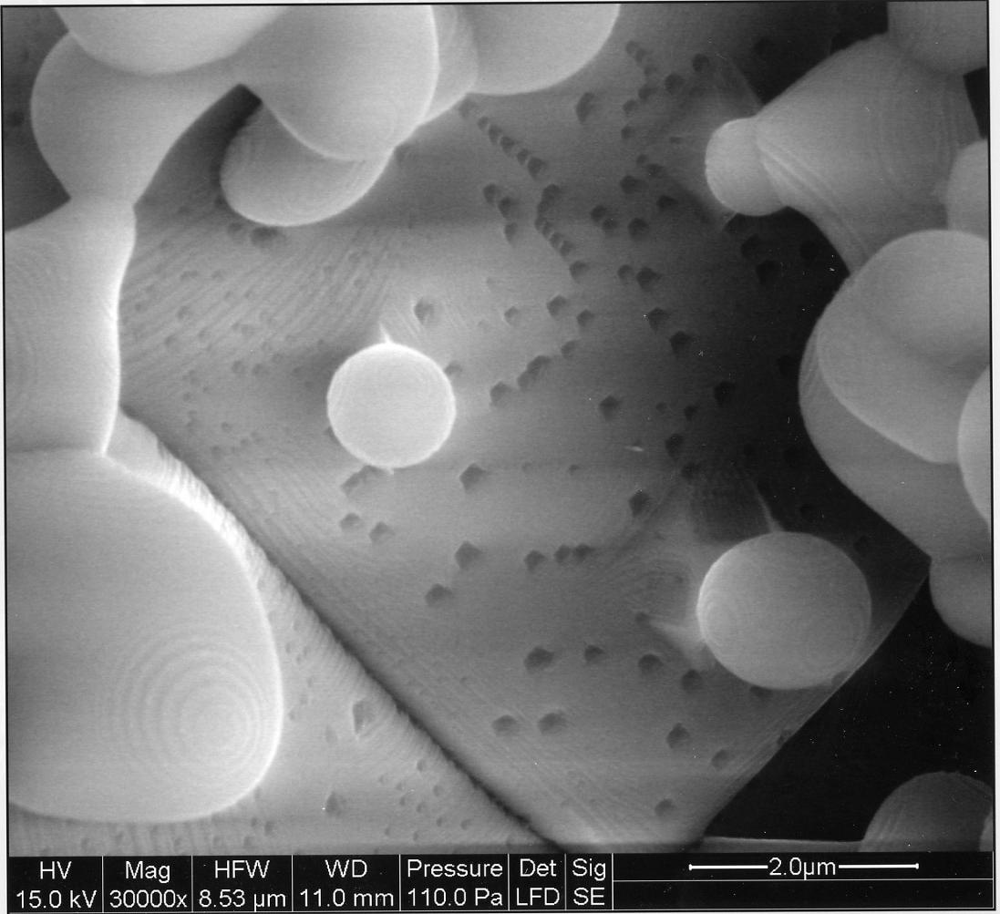 HV Mag HFW WD Pressure Det Sig 2.0µm
15.0 kV 30000x 8.53 µm 11.0 mm 110.0 Pa LFD SE